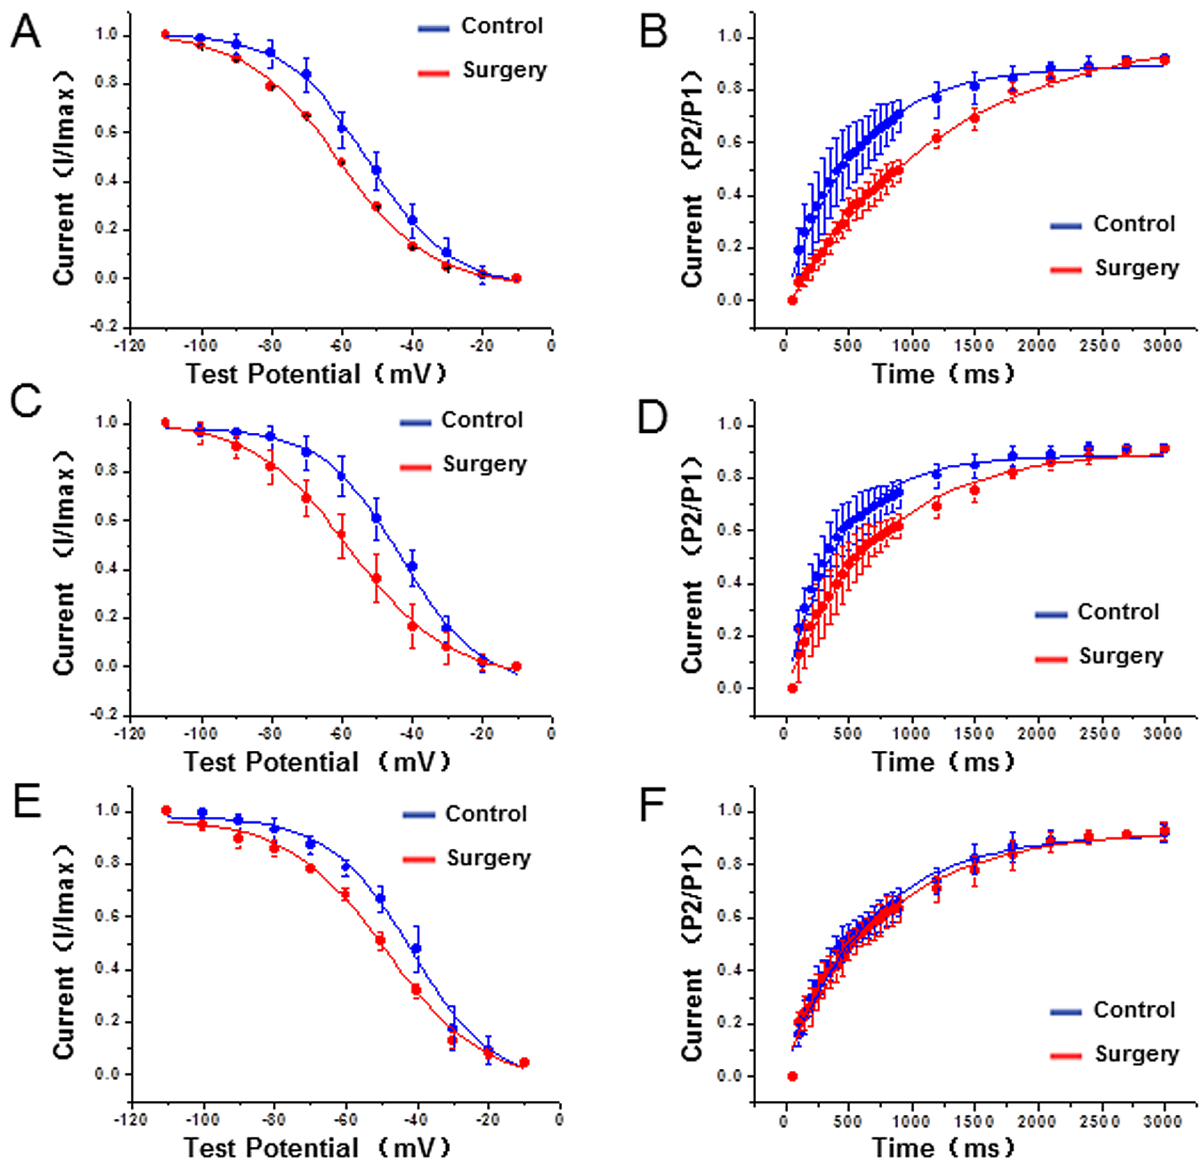 A
Control
Surgery
Current（I/Imax）
1.0
0.8
0.6
0.4
0.2
0.0
-0.2
-120
-100
-80
-60
-40
-20
0
Test Potential（mV）
B
Control
Surgery
Current （P2/P1）
1.0
0.8
0.6
0.4
0.2
0.0
0
500
1000
1500
2000
2500
3000
Time（ms）
C
Control
Surgery
Current （I/Imax）
1.0
0.8
0.6
0.4
0.2
0.0
-0.2
-120
-100
-80
-60
-40
-20
0
Test Potential（mV）
D
Control
Surgery
Current （P2/P1）
1.0
0.8
0.6
0.4
0.2
0.0
0
500
1000
1500
2000
2500
3000
Time（ms）
E
Control
Surgery
Current（I/Imax）
1.0
0.8
0.6
0.4
0.2
0.0
-120
-100
-80
-60
-40
-20
0
Test Potential（mV）
F
Control
Surgery
Current （P2/P1）
1.0
0.8
0.6
0.4
0.2
0.0
0
500
1000
1500
2000
2500
3000
Time（ms）